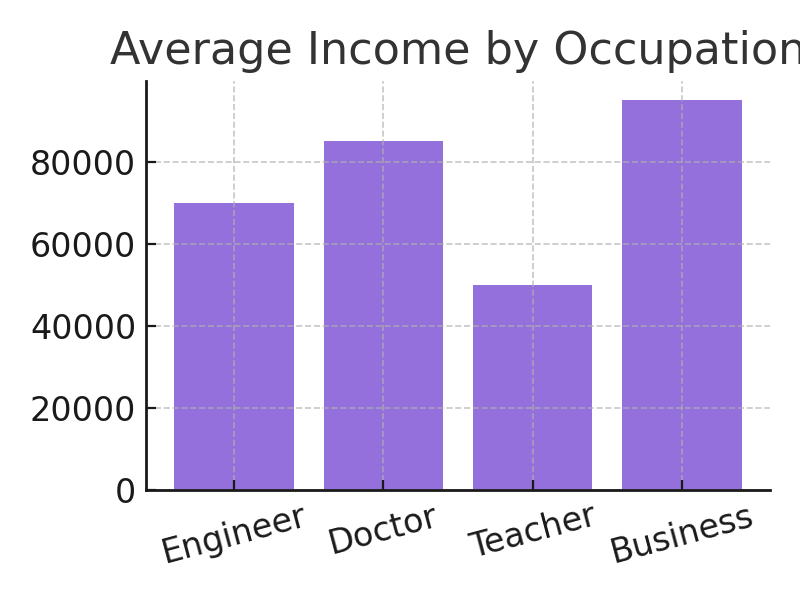 Average Income by Occupation
80000
60000
40000
20000
0
Engineer
Doctor
Teacher
Business